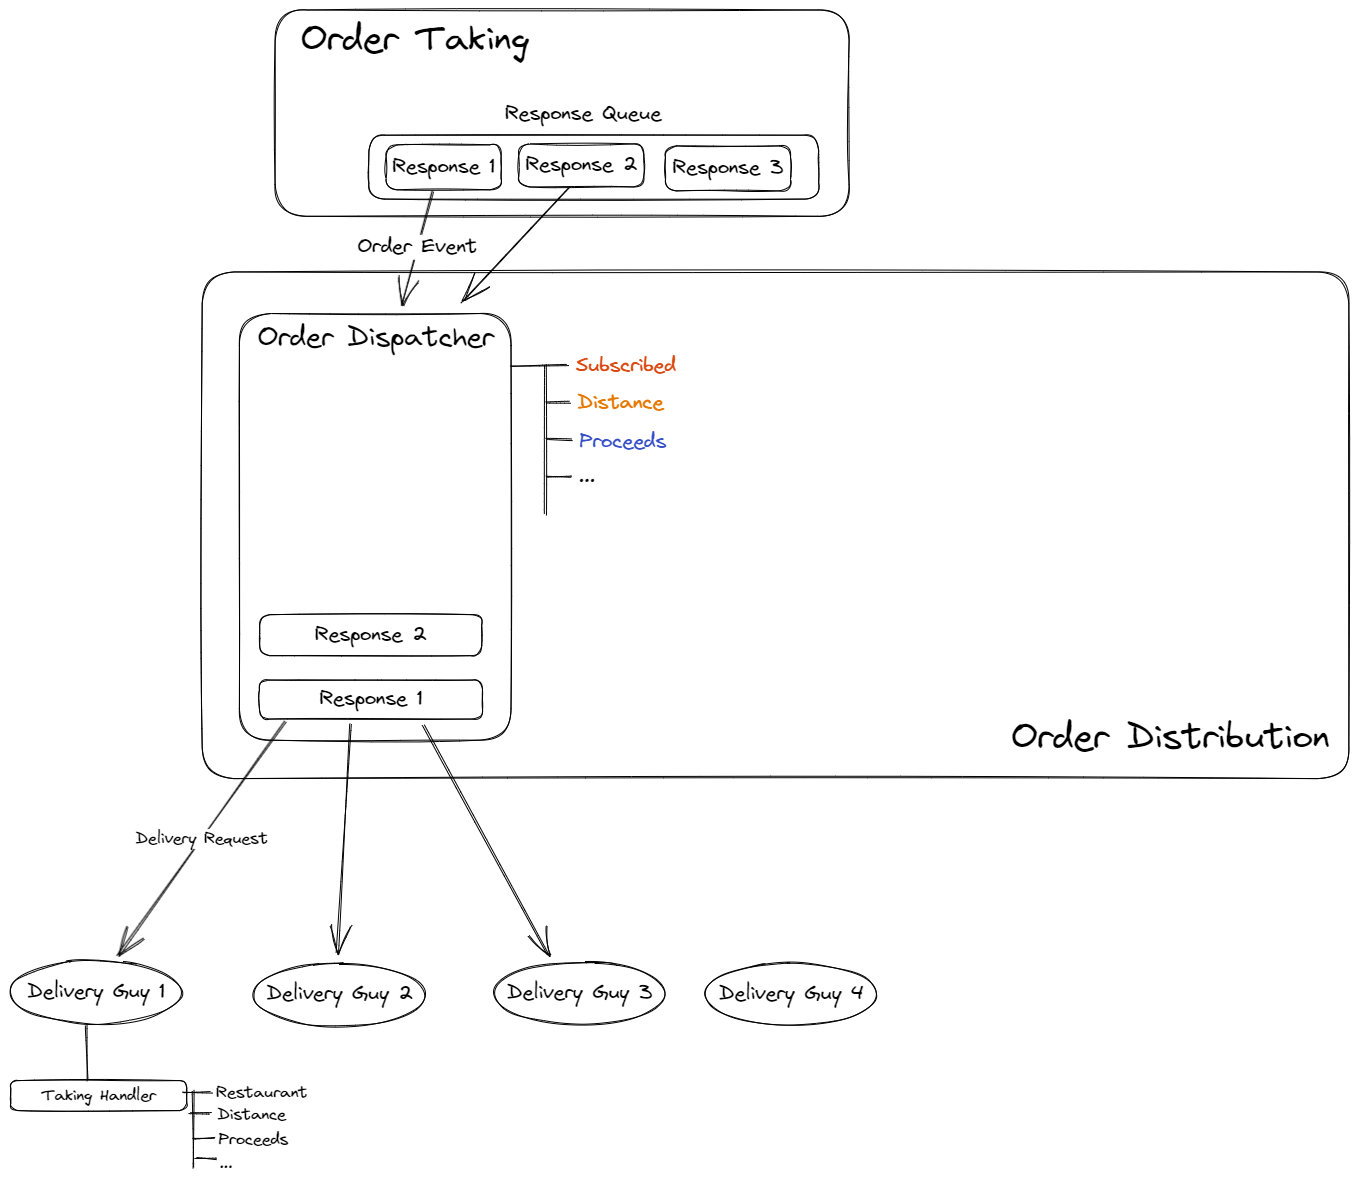 Order Taking
Response Queue
Response 1
Response 2
Response 3
Order Event
Order Dispatcher
Subscribed
Distance
Proceeds
...
Response 2
Response 1
Order Distribution
Delivery Request
Delivery Guy 1
Delivery Guy 2
Delivery Guy 3
Delivery Guy 4
Taking Handler
Restaurant
Distance
Proceeds
...